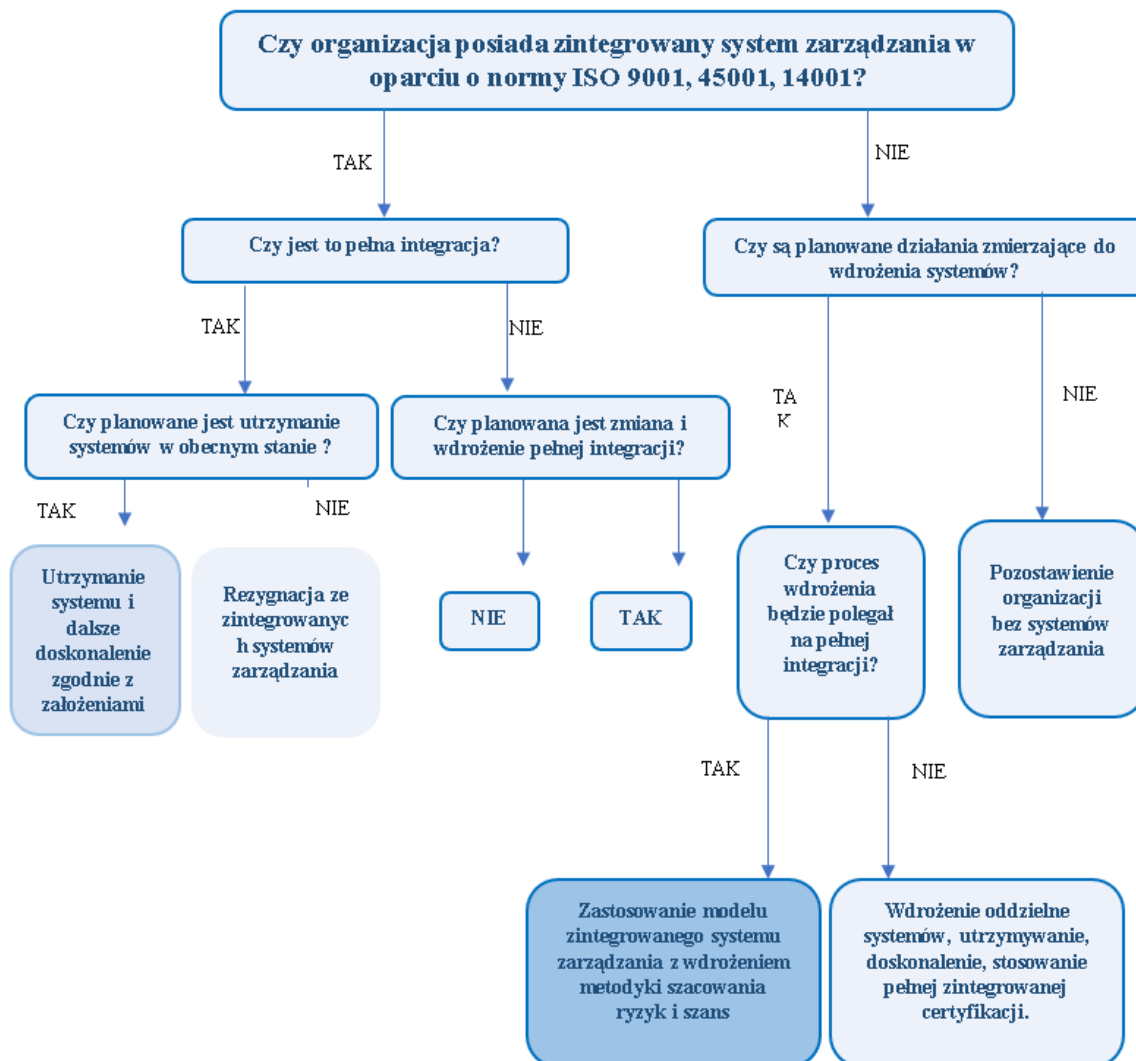 Czy organizacja posiada zintegrowany system zarządzania w
oparciu o normy ISO 9001, 45001, 14001?
TAK
NIE
Czy jest to pełna integracja?
Czy są planowane działania zmierzające do
wdrożenia systemów?
TAK
NIE
TA
K
NIE
Czy planowane jest utrzymanie
systemów w obecnym stanie ?
Czy planowana jest zmiana i
wdrożenie pełnej integracji?
TAK
NIE
Utrzymanie
systemu i
dalsze
doskonalenie
zgodnie z
założeniami
Rezygnacja ze
zintegrowanyc
h systemów
zarządzania
NIE
TAK
Czy proces
wdrożenia
będzie polegał
na pełnej
integracji?
Pozostawienie
organizacji
bez systemów
zarządzania
TAK
NIE
Zastosowanie modelu
zintegrowanego systemu
zarządzania z wdrożeniem
metodyki szacowania
ryzyk i szans
Wdrożenie oddzielne
systemów, utrzymywanie,
doskonalenie, stosowanie
pełnej zintegrowanej
certyfikacji.